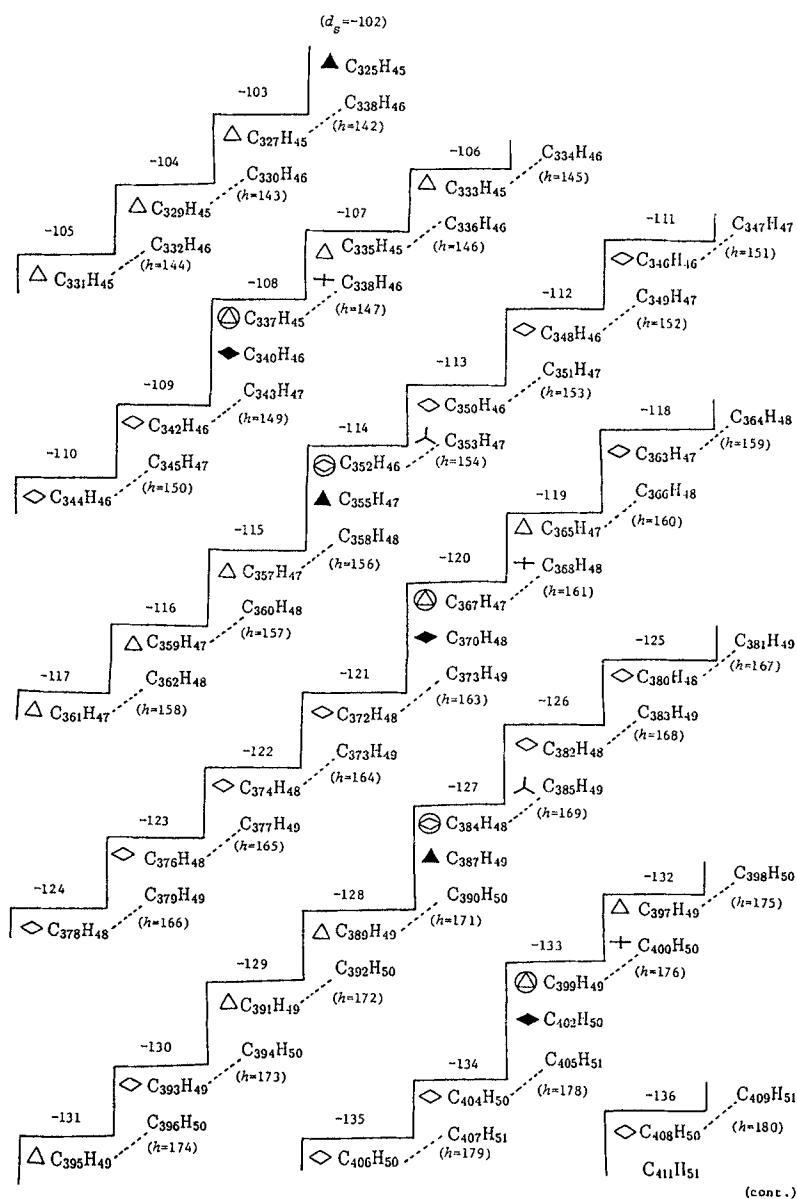 (d_s=-102)
C325H45
-103
C338H46
C327H45
(h=142)
-104
C330H46
C329H45
(h=143)
-105
C332H46
C331H45
(h=144)
-106
C334H46
C333H45
(h=145)
-107
C336H46
C335H45
(h=146)
-108
C338H46
C337H45
(h=147)
C340H46
-109
C343H47
C342H46
(h=149)
-110
C345H47
C344H46
(h=150)
-111
C347H47
C346H46
(h=151)
-112
C349H47
C348H46
(h=152)
-113
C351H47
C350H46
(h=153)
-114
C353H47
C352H46
(h=154)
C355H47
-115
C358H48
C357H47
(h=156)
-116
C360H48
C359H47
(h=157)
-117
C362H48
C361H47
(h=158)
-118
C364H48
C363H47
(h=159)
-119
C366H48
C365H47
(h=160)
-120
C368H48
C367H47
(h=161)
C370H48
-121
C373H49
C372H48
(h=163)
-122
C373H49
C374H48
(h=164)
-123
C377H49
C376H48
(h=165)
-124
C379H49
C378H48
(h=166)
-125
C381H49
C380H48
(h=167)
-126
C383H49
C382H48
(h=168)
-127
C385H49
C384H48
(h=169)
C387H49
-128
C390H50
C389H49
(h=171)
-129
C392H50
C391H49
(h=172)
-130
C394H50
C393H49
(h=173)
-131
C396H50
C395H49
(h=174)
-132
C398H50
C397H49
(h=175)
-133
C400H50
C399H49
(h=176)
C402H50
-134
C405H51
C404H50
(h=178)
-135
C407H51
C406H50
(h=179)
-136
C409H51
C408H50
(h=180)
C411H51
(cont.)